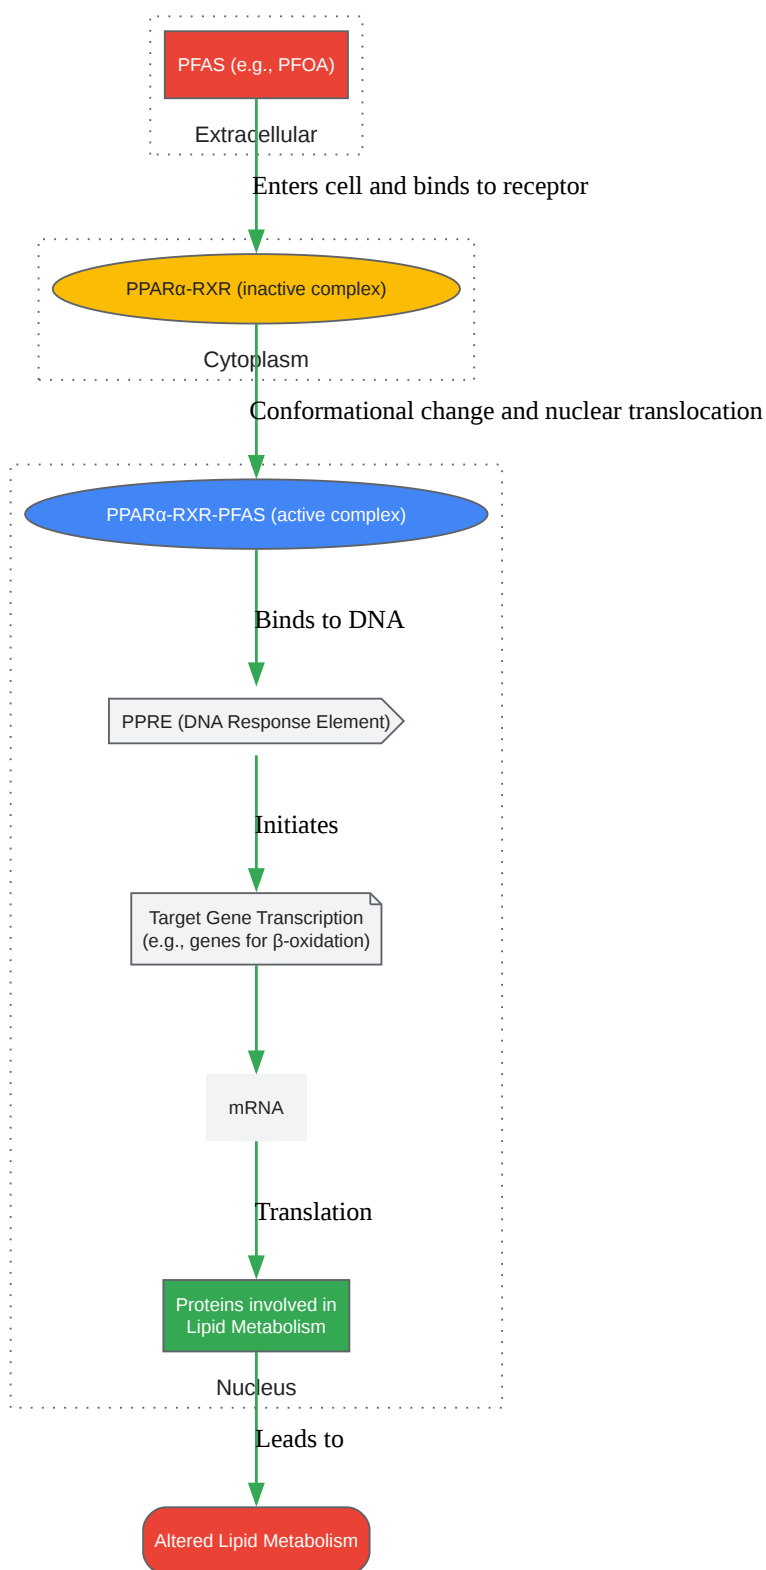 PFAS (e.g., PFOA)
Extracellular
Enters cell and binds to receptor
PPARα-RXR (inactive complex)
Cytoplasm
Conformational change and nuclear translocation
PPARα-RXR-PFAS (active complex)
Binds to DNA
PPRE (DNA Response Element)
Initiates
Target Gene Transcription
(e.g., genes for β-oxidation)
mRNA
Translation
Proteins involved in
Lipid Metabolism
Nucleus
Leads to
Altered Lipid Metabolism